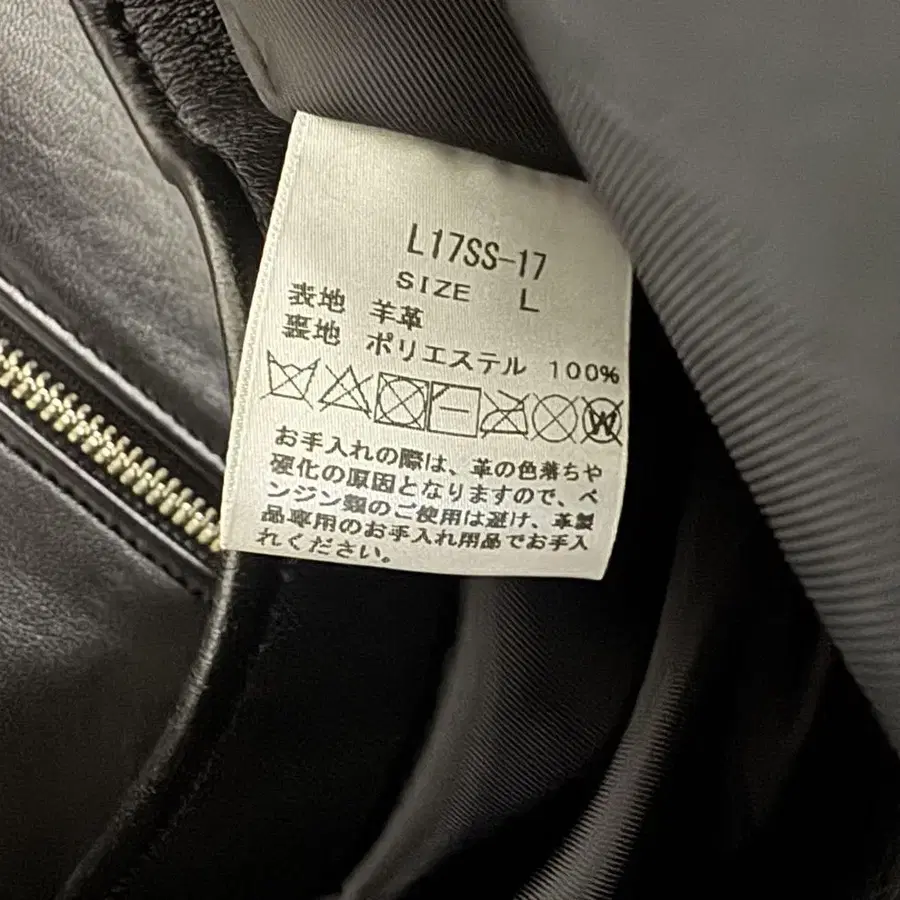 L17SS-17
SIZE L
表地 羊革
裏地 ポリエステル 100%
W
お手入れの際は、革の色落ちや
硬化の原因となりますので、ベ
ンジン類のご使用は避け、革製
品専用のお手入れ用品でお手入
れください。